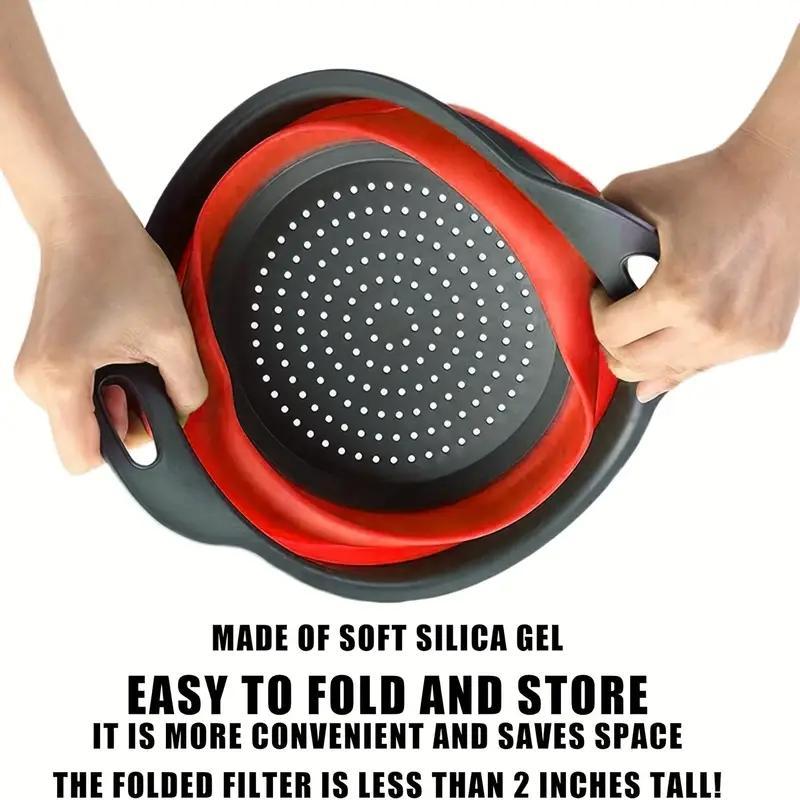 MADE OF SOFT SILICA GEL
EASY TO FOLD AND STORE
IT IS MORE CONVENIENT AND SAVES SPACE
THE FOLDED FILTER IS LESS THAN 2 INCHES TALL!